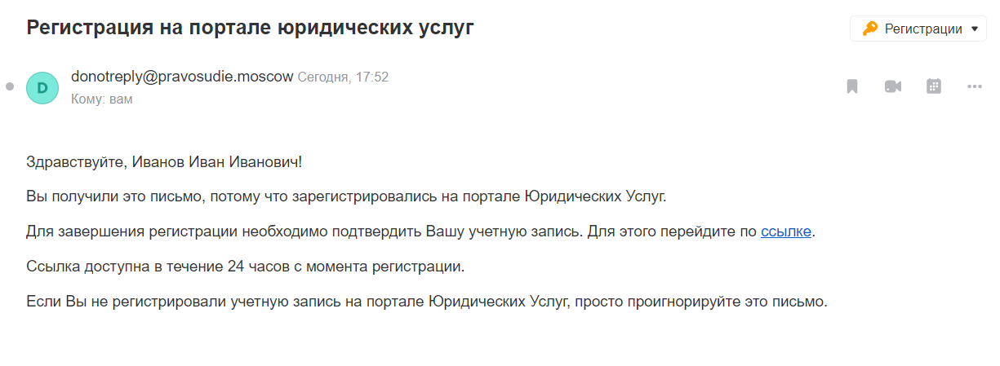 Регистрация на портале юридических услуг
Регистрации
D
donotreply@pravosudie.moscow Сегодня, 17:52
Кому: вам
Здравствуйте, Иванов Иван Иванович!
Вы получили это письмо, потому что зарегистрировались на портале Юридических Услуг.
Для завершения регистрации необходимо подтвердить Вашу учетную запись. Для этого перейдите по ссылке.
Ссылка доступна в течение 24 часов с момента регистрации.
Если Вы не регистрировали учетную запись на портале Юридических Услуг, просто проигнорируйте это письмо.